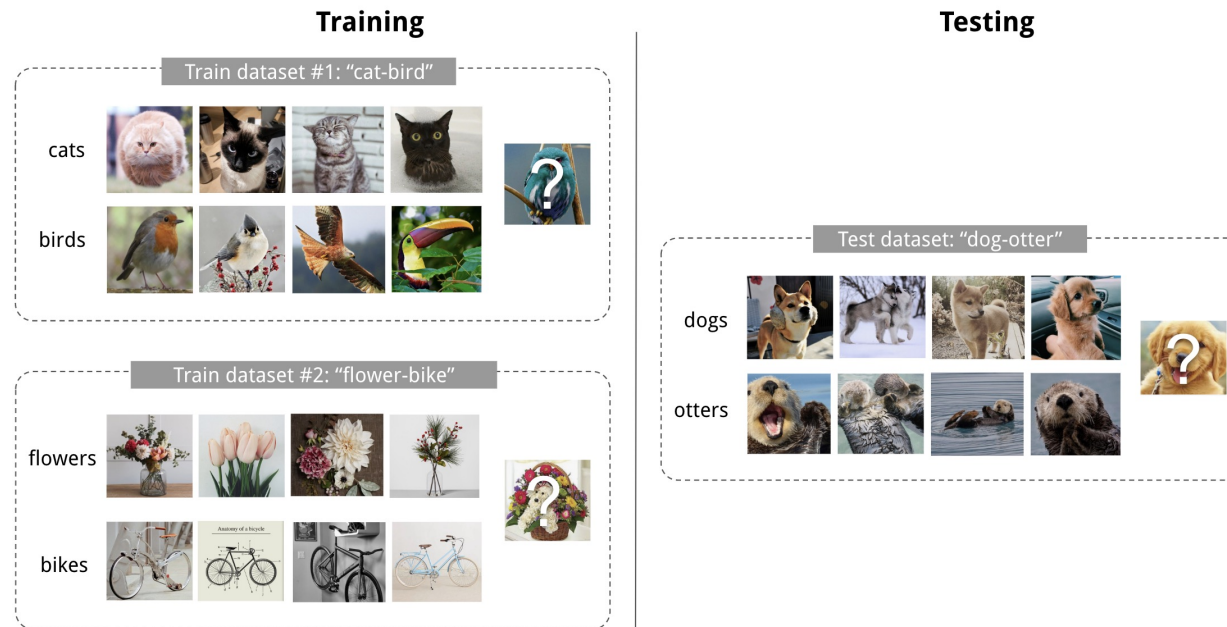 Training
Testing
Train dataset #1: “cat-bird”
cats
?
birds
Train dataset #2: “flower-bike”
flowers
?
Anatomy of a bicycle
bikes
Test dataset: “dog-otter”
dogs
?
otters